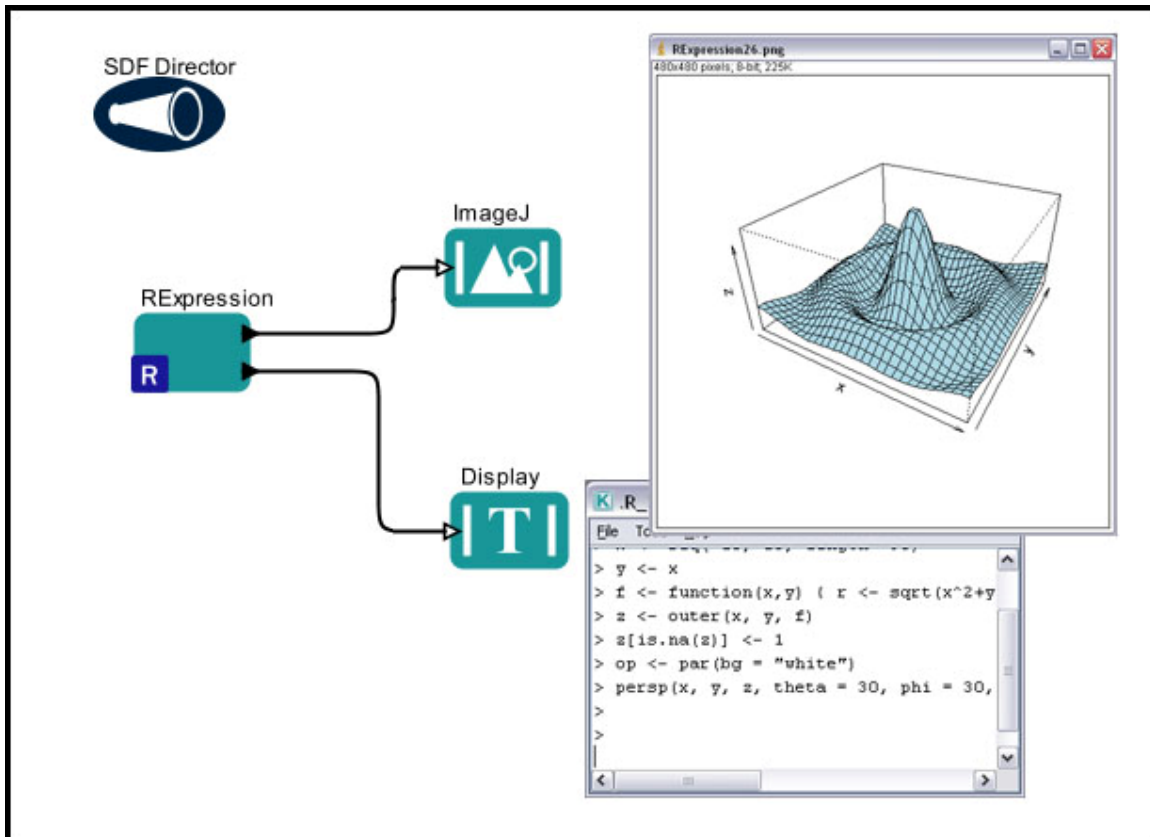 SDF Director
ImageJ
RExpression
R
Display
T
RExpression26.png
480x480 pixels; 8-bit; 225K
z
x
y
K .R_
File
> y <- x
> f <- function(x,y) ( r <- sqrt(x^2+y
> z <- outer(x, y, f)
> z[is.na(z)] <- 1
> op <- par(bg = "white")
> persp(x, y, z, theta = 30, phi = 30,
>
>